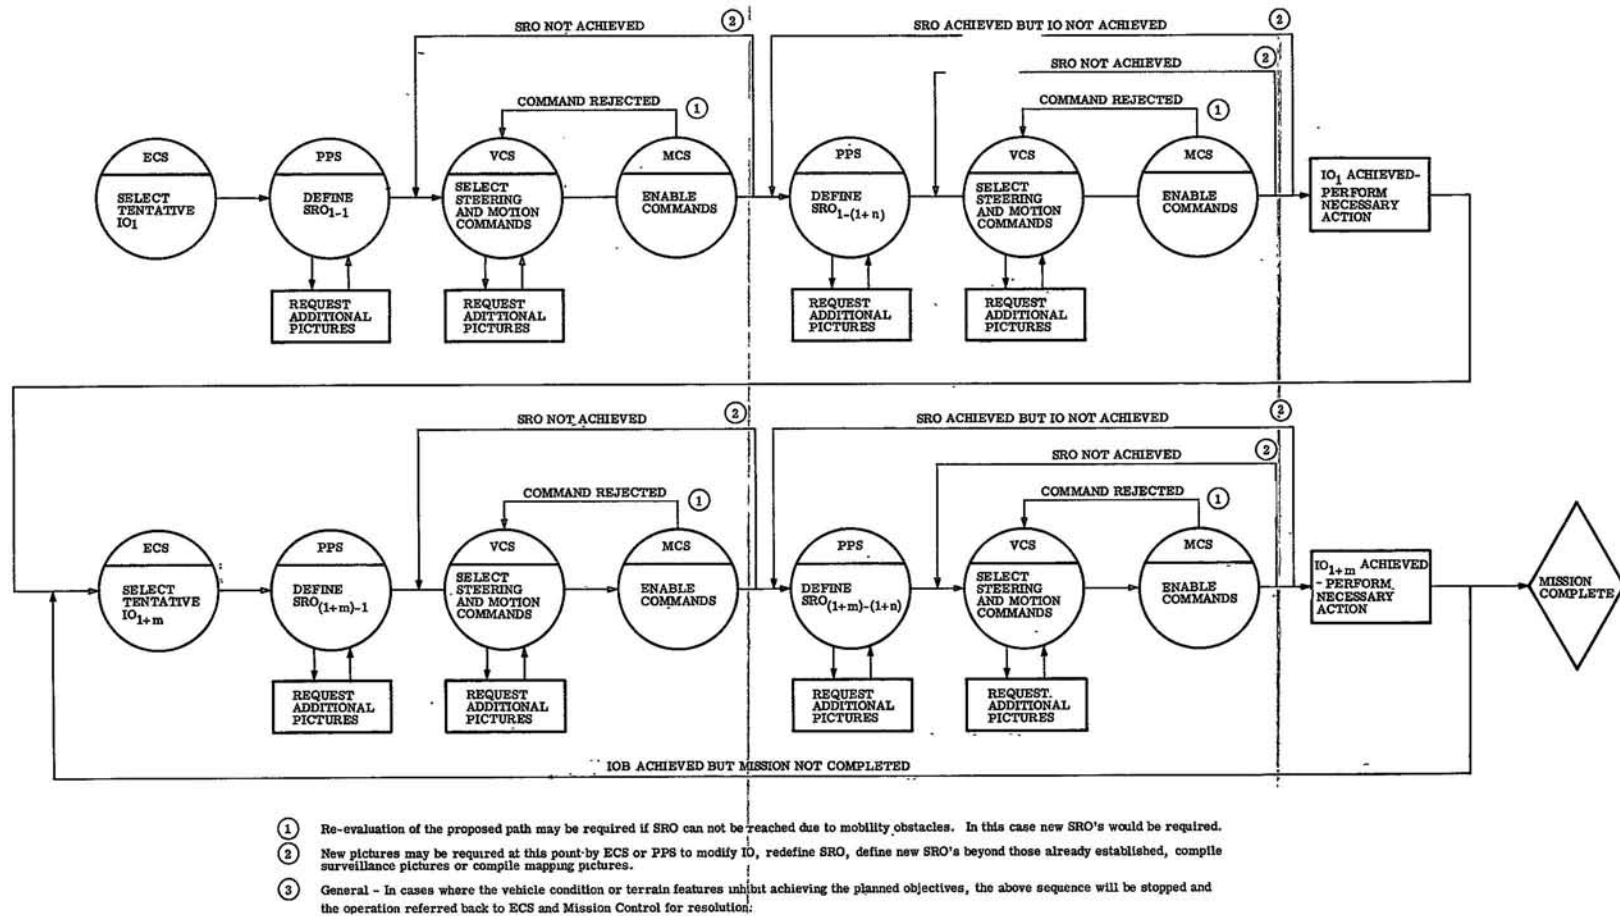 SRO NOT ACHIEVED
2
SRO ACHIEVED BUT IO NOT ACHIEVED
2
SRO NOT ACHIEVED
2
COMMAND REJECTED
1
COMMAND REJECTED
1
ECS
SELECT
TENTATIVE
IO1
PPS
DEFINE
SRO1-1
VCS
SELECT
STEERING
AND MOTION
COMMANDS
MCS
ENABLE
COMMANDS
PPS
DEFINE
SRO1-(1+n)
VCS
SELECT
STEERING
AND MOTION
COMMANDS
MCS
ENABLE
COMMANDS
IO1 ACHIEVED-
PERFORM
NECESSARY
ACTION
REQUEST
ADDITIONAL
PICTURES
REQUEST
ADITTIONAL
PICTURES
REQUEST
ADDITIONAL
PICTURES
REQUEST
ADDITIONAL
PICTURES
SRO NOT ACHIEVED
2
SRO ACHIEVED BUT IO NOT ACHIEVED
2
SRO NOT ACHIEVED
2
COMMAND REJECTED
1
COMMAND REJECTED
1
ECS
SELECT
TENTATIVE
IO1+m
PPS
DEFINE
SRO(1+m)-1
VCS
SELECT
STEERING
AND MOTION
COMMANDS
MCS
ENABLE
COMMANDS
PPS
DEFINE
SRO(1+m)-(1+n)
VCS
SELECT
STEERING
AND MOTION
COMMANDS
MCS
ENABLE
COMMANDS
IO1+m ACHIEVED
- PERFORM
NECESSARY
ACTION
MISSION
COMPLETE
REQUEST
ADDITIONAL
PICTURES
REQUEST
ADDITIONAL
PICTURES
REQUEST
ADDITIONAL
PICTURES
REQUEST.
ADDITIONAL
PICTURES
IOB ACHIEVED BUT MISSION NOT COMPLETED
1 Re-evaluation of the proposed path may be required if SRO can not be reached due to mobility obstacles. In this case new SRO's would be required.
2 New pictures may be required at this point by ECS or PPS to modify IO, redefine SRO, define new SRO's beyond those already established, compile
surveillance pictures or compile mapping pictures.
3 General - In cases where the vehicle condition or terrain features inhibit achieving the planned objectives, the above sequence will be stopped and
the operation referred back to ECS and Mission Control for resolution.